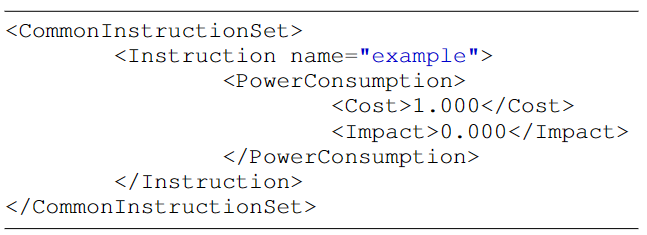 <CommonInstructionSet>
<Instruction name="example">
<PowerConsumption>
<Cost>1.000</Cost>
<Impact>0.000</Impact>
</PowerConsumption>
</Instruction>
</CommonInstructionSet>